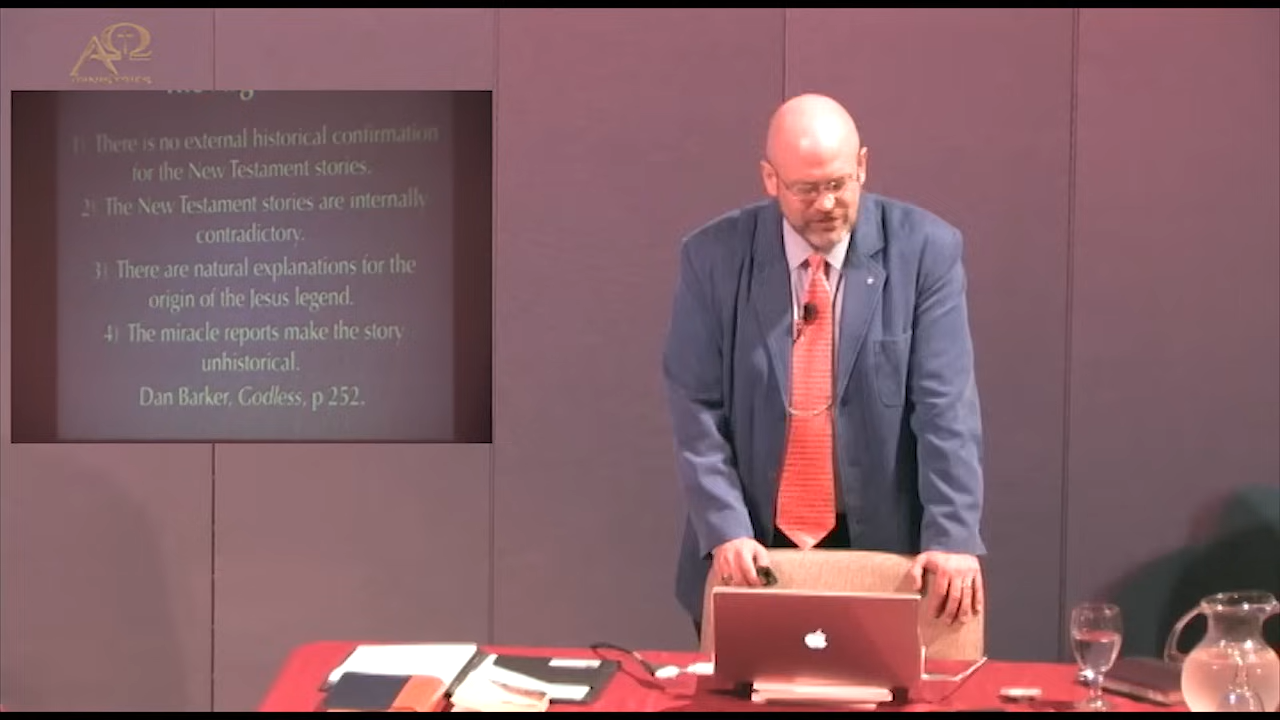 ΑΩ
1) There is no external historical confirmation
for the New Testament stories.
2) The New Testament stories are internally
contradictory.
3) There are natural explanations for the
origin of the Jesus legend.
4) The miracle reports make the story
unhistorical.
Dan Barker, Godless, p 252.